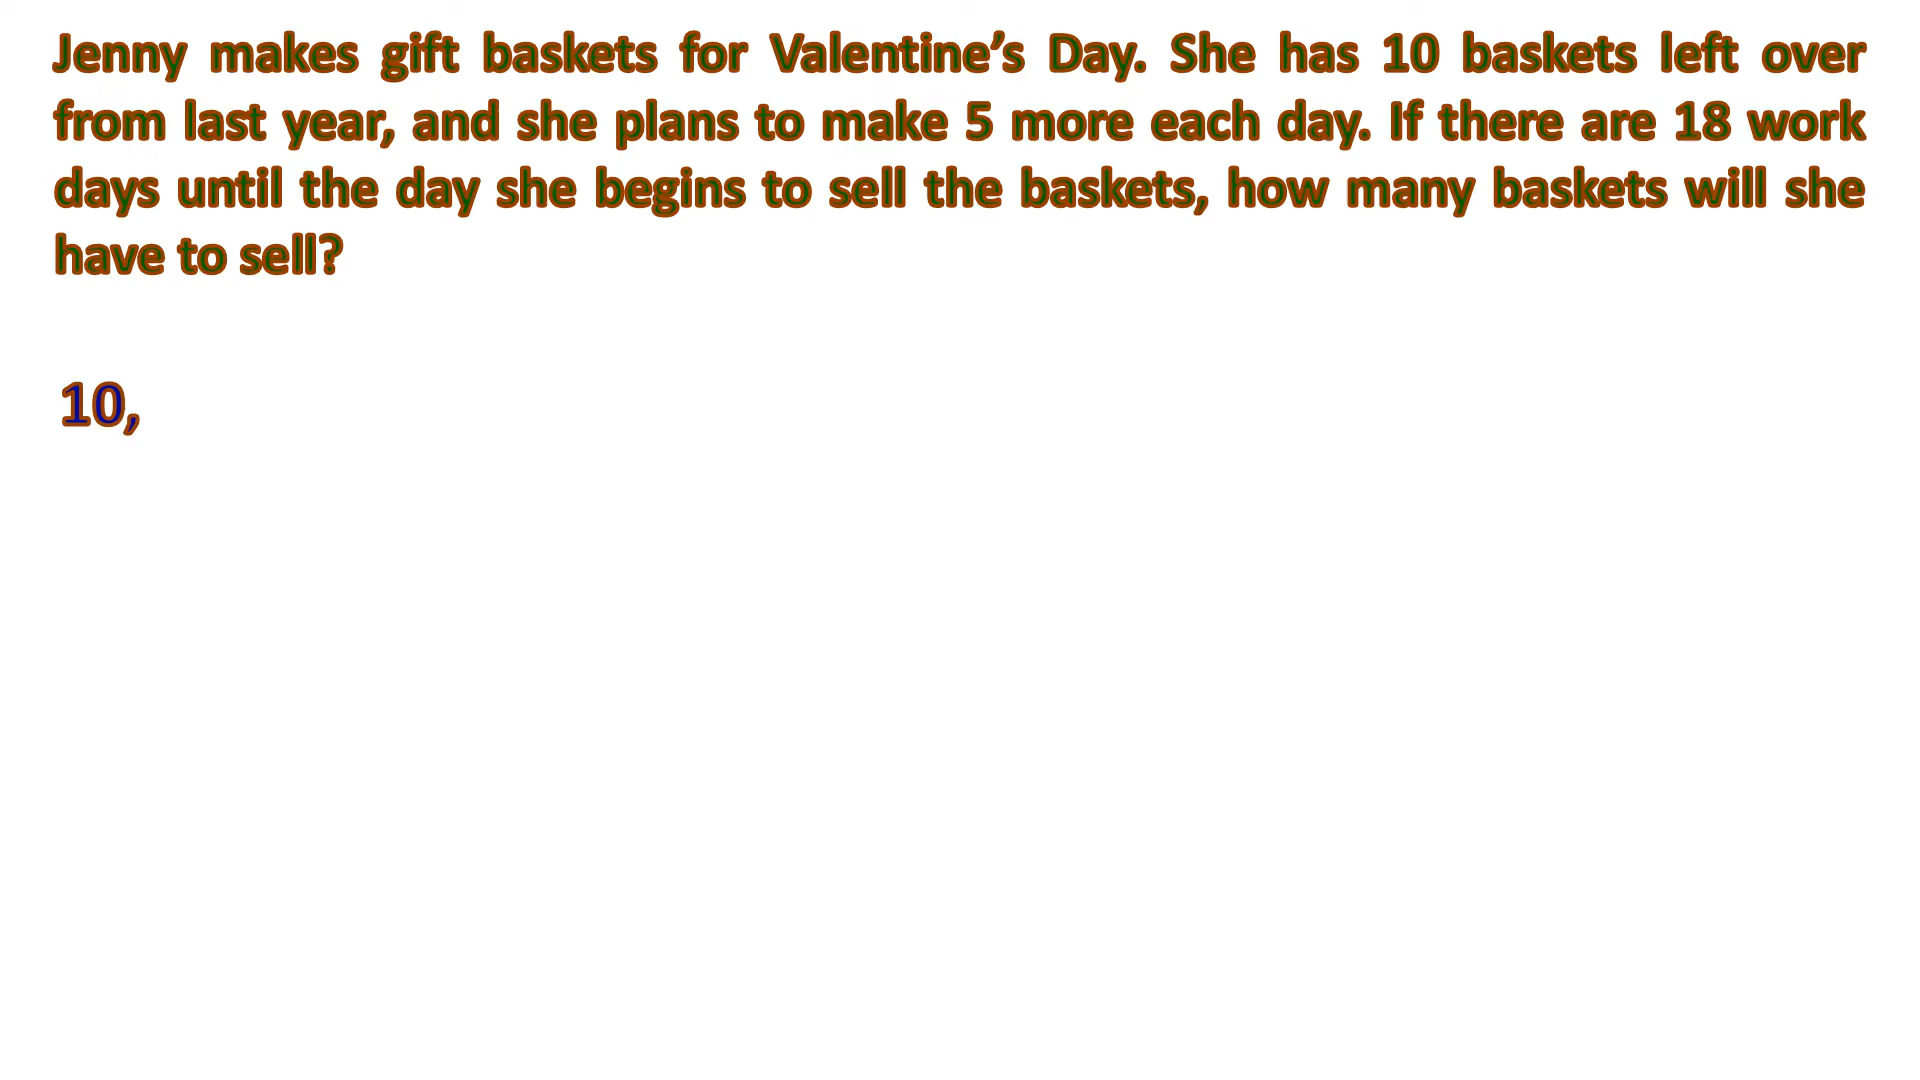 Jenny makes gift baskets for Valentine’s Day. She has 10 baskets left over
from last year, and she plans to make 5 more each day. If there are 18 work
days until the day she begins to sell the baskets, how many baskets will she
have to sell?
10,